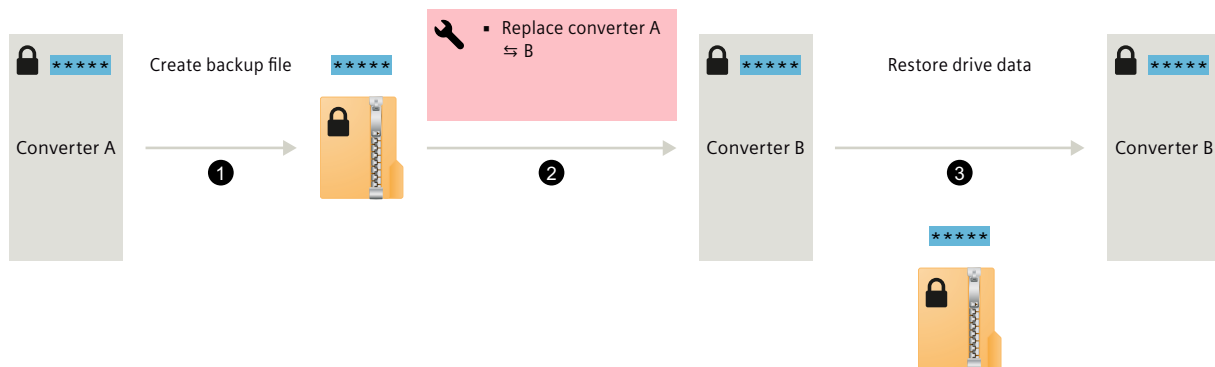 ▪ Replace converter A
⇆ B
***** Create backup file ***** ***** Restore drive data *****
Converter A Converter B Converter B
1 2 3
*****